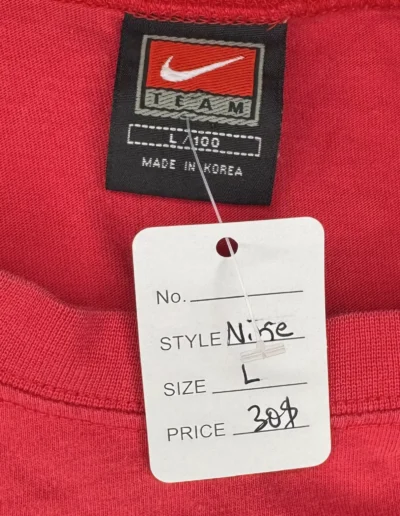 TEAM
L/100
MADE IN KOREA
No.
STYLE Nike
SIZE L
PRICE 30$